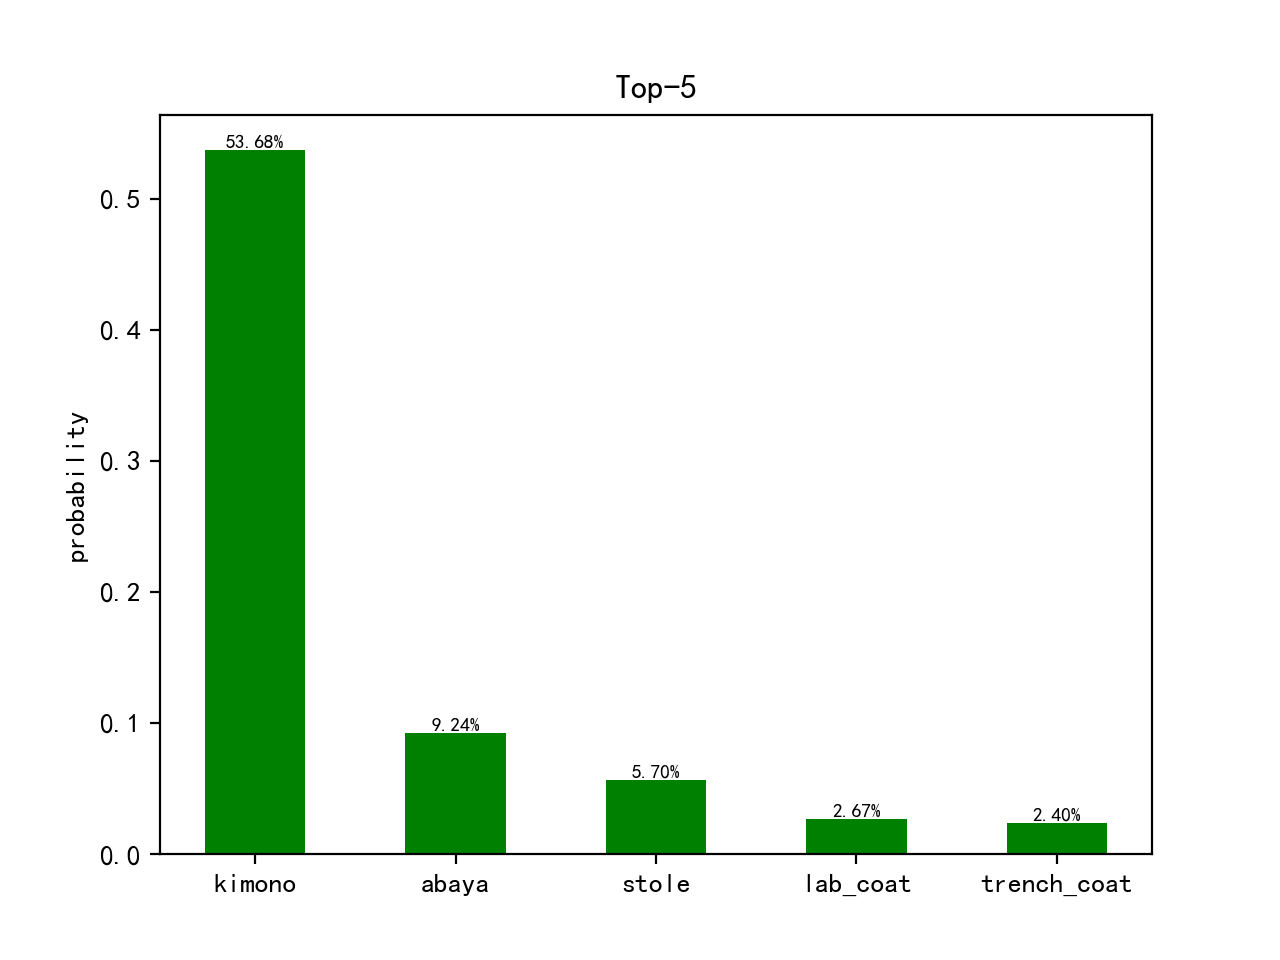 Top-5
probability
0.5
0.4
0.3
0.2
0.1
0.0
53.68%
9.24%
5.70%
2.67%
2.40%
kimono
abaya
stole
lab_coat
trench_coat